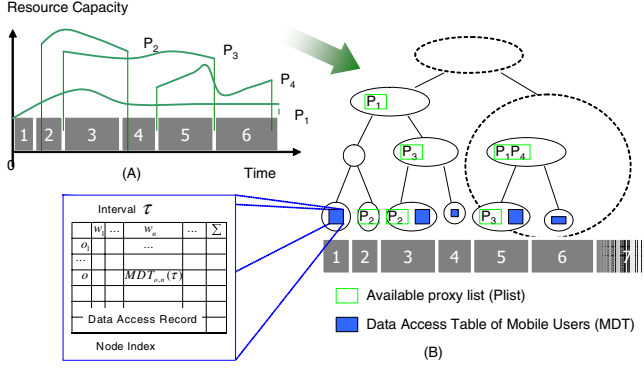 Resource Capacity
P2
P3
P4
P1
1 2 3 4 5 6
0
(A)
Time
P1
P3
P1P4
P2
P2
P3
1 2 3 4 5 6 7
Interval τ
w1 ... wn ... Σ
o1 ...
...
o MDTo,n(τ)
Data Access Record
Node Index
Available proxy list (Plist)
Data Access Table of Mobile Users (MDT)
(B)